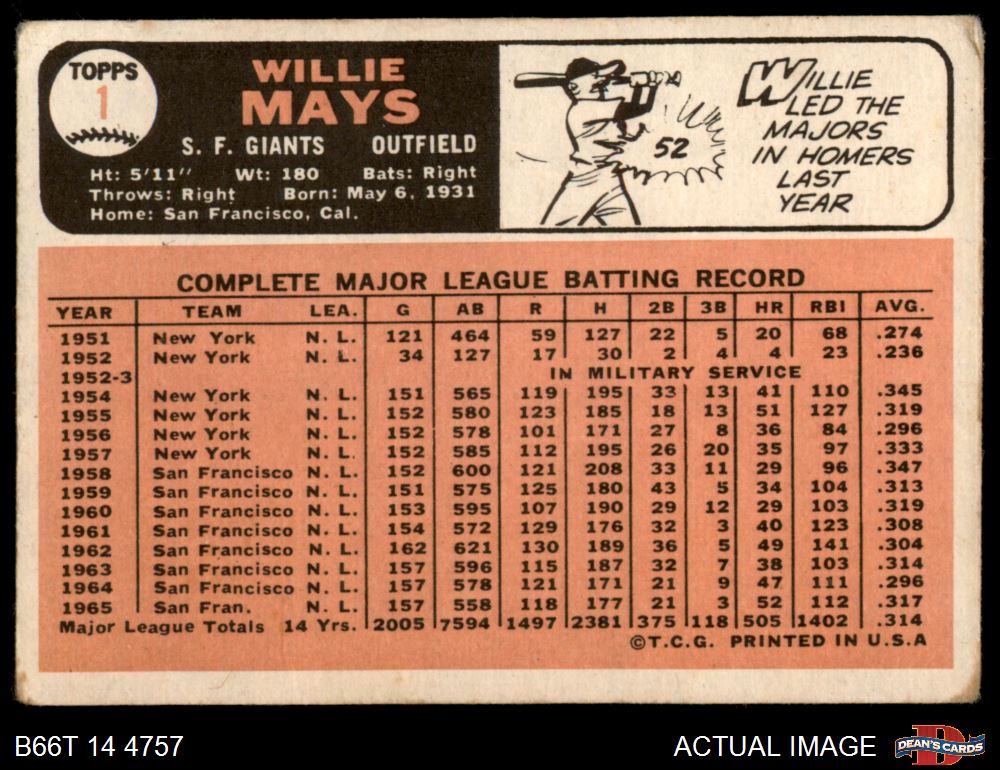 TOPPS
1
WILLIE
MAYS
S. F. GIANTS OUTFIELD
Ht: 5'11" Wt: 180 Bats: Right
Throws: Right Born: May 6, 1931
Home: San Francisco, Cal.
52
WILLIE
LED THE
MAJORS
IN HOMERS
LAST
YEAR
COMPLETE MAJOR LEAGUE BATTING RECORD
YEAR TEAM LEA. G AB R H 2B 3B HR RBI AVG.
1951 New York N. L. 121 464 59 127 22 5 20 68 .274
1952 New York N. L. 34 127 17 30 2 4 4 23 .236
1952-3 IN MILITARY SERVICE
1954 New York N. L. 151 565 119 195 33 13 41 110 .345
1955 New York N. L. 152 580 123 185 18 13 51 127 .319
1956 New York N. L. 152 578 101 171 27 8 36 84 .296
1957 New York N. L. 152 585 112 195 26 20 35 97 .333
1958 San Francisco N. L. 152 600 121 208 33 11 29 96 .347
1959 San Francisco N. L. 151 575 125 180 43 5 34 104 .313
1960 San Francisco N. L. 153 595 107 190 29 12 29 103 .319
1961 San Francisco N. L. 154 572 129 176 32 3 40 123 .308
1962 San Francisco N. L. 162 621 130 189 36 5 49 141 .304
1963 San Francisco N. L. 157 596 115 187 32 7 38 103 .314
1964 San Francisco N. L. 157 578 121 171 21 9 47 111 .296
1965 San Fran. N. L. 157 558 118 177 21 3 52 112 .317
Major League Totals 14 Yrs. 2005 7594 1497 2381 375 118 505 1402 .314
©T.C.G. PRINTED IN U.S.A
B66T 14 4757
ACTUAL IMAGE
DEAN'S CARDS